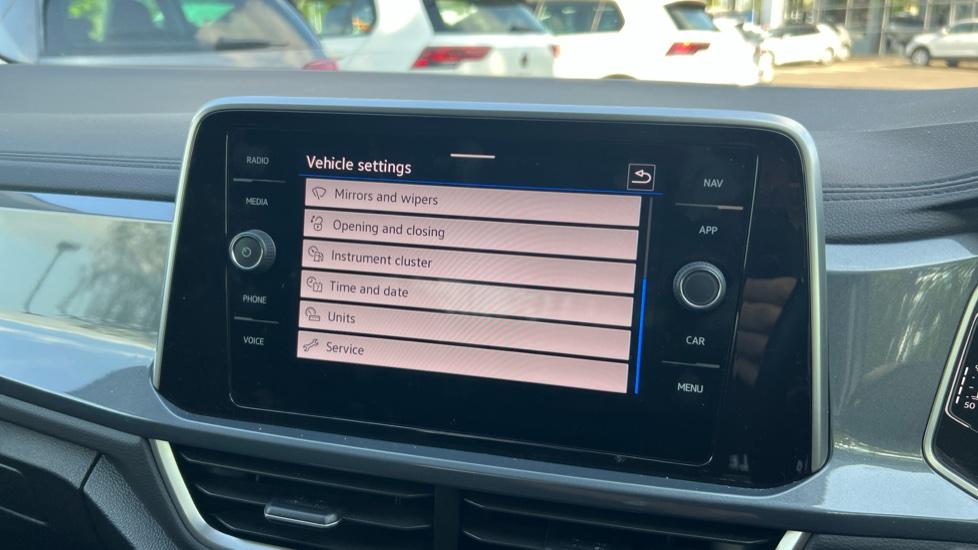 RADIO
MEDIA
PHONE
VOICE
Vehicle settings
Mirrors and wipers
Opening and closing
Instrument cluster
Time and date
Units
Service
NAV
APP
CAR
MENU
50